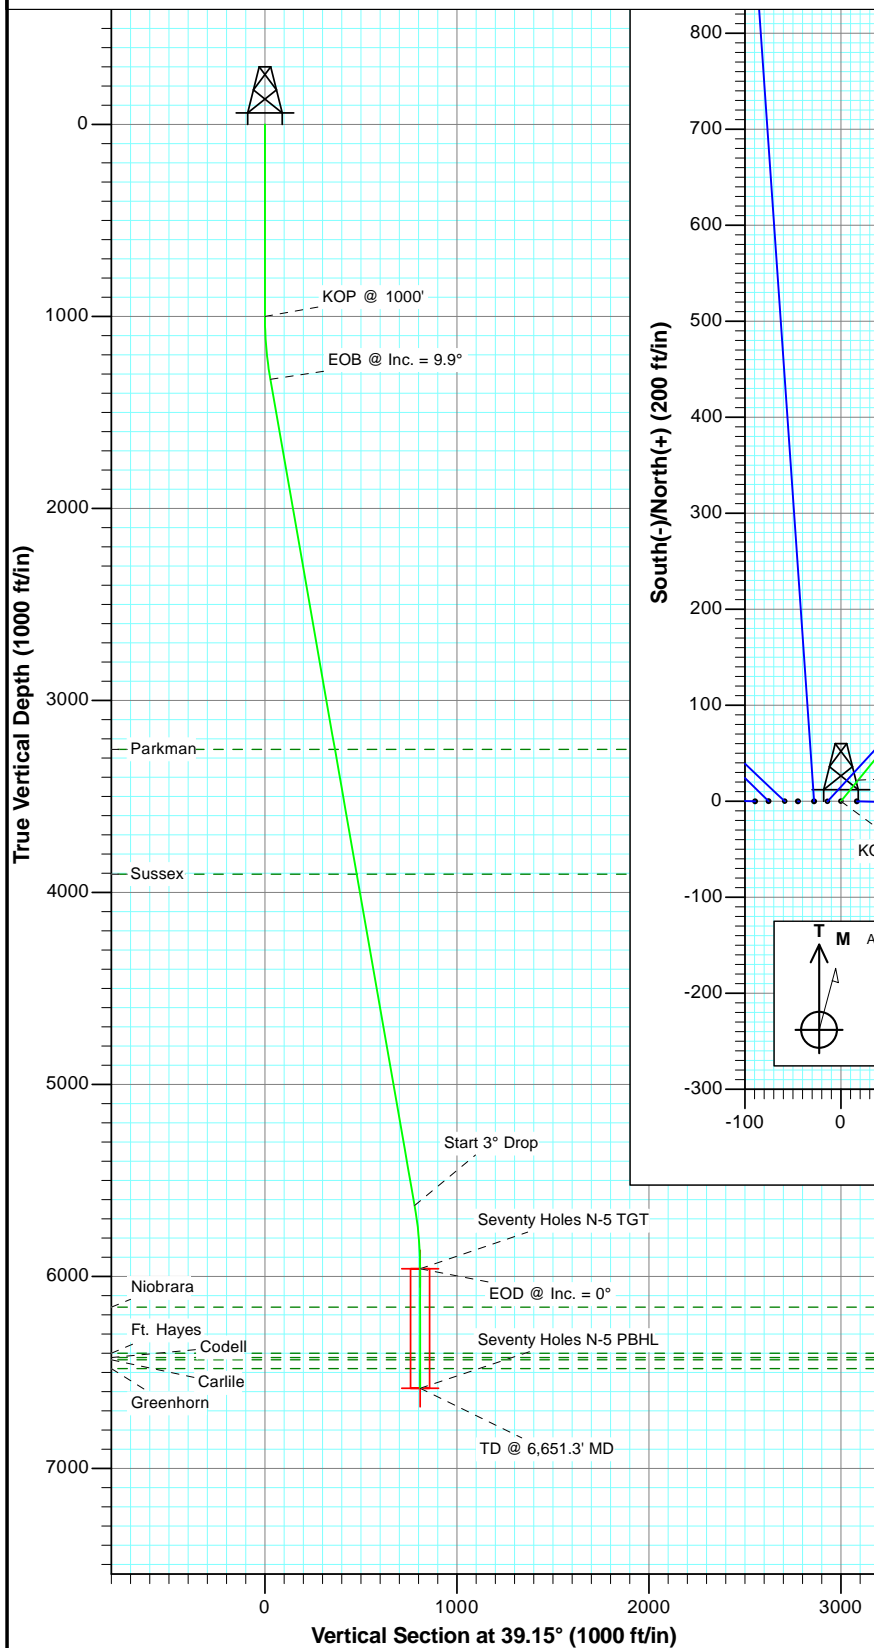 0
1000
2000
3000
4000
5000
6000
7000
True Vertical Depth (1000 ft/in)
KOP @ 1000'
EOB @ Inc. = 9.9°
Parkman
Sussex
Start 3° Drop
Seventy Holes N-5 TGT
EOD @ Inc. = 0°
Niobrara
Ft. Hayes
Codell
Carlile
Greenhorn
Seventy Holes N-5 PBHL
TD @ 6,651.3' MD
0
1000
2000
3000
Vertical Section at 39.15° (1000 ft/in)
800
700
600
500
400
300
200
100
0
-100
-200
-300
South(-)/North(+) (200 ft/in)
T
M
-100
0